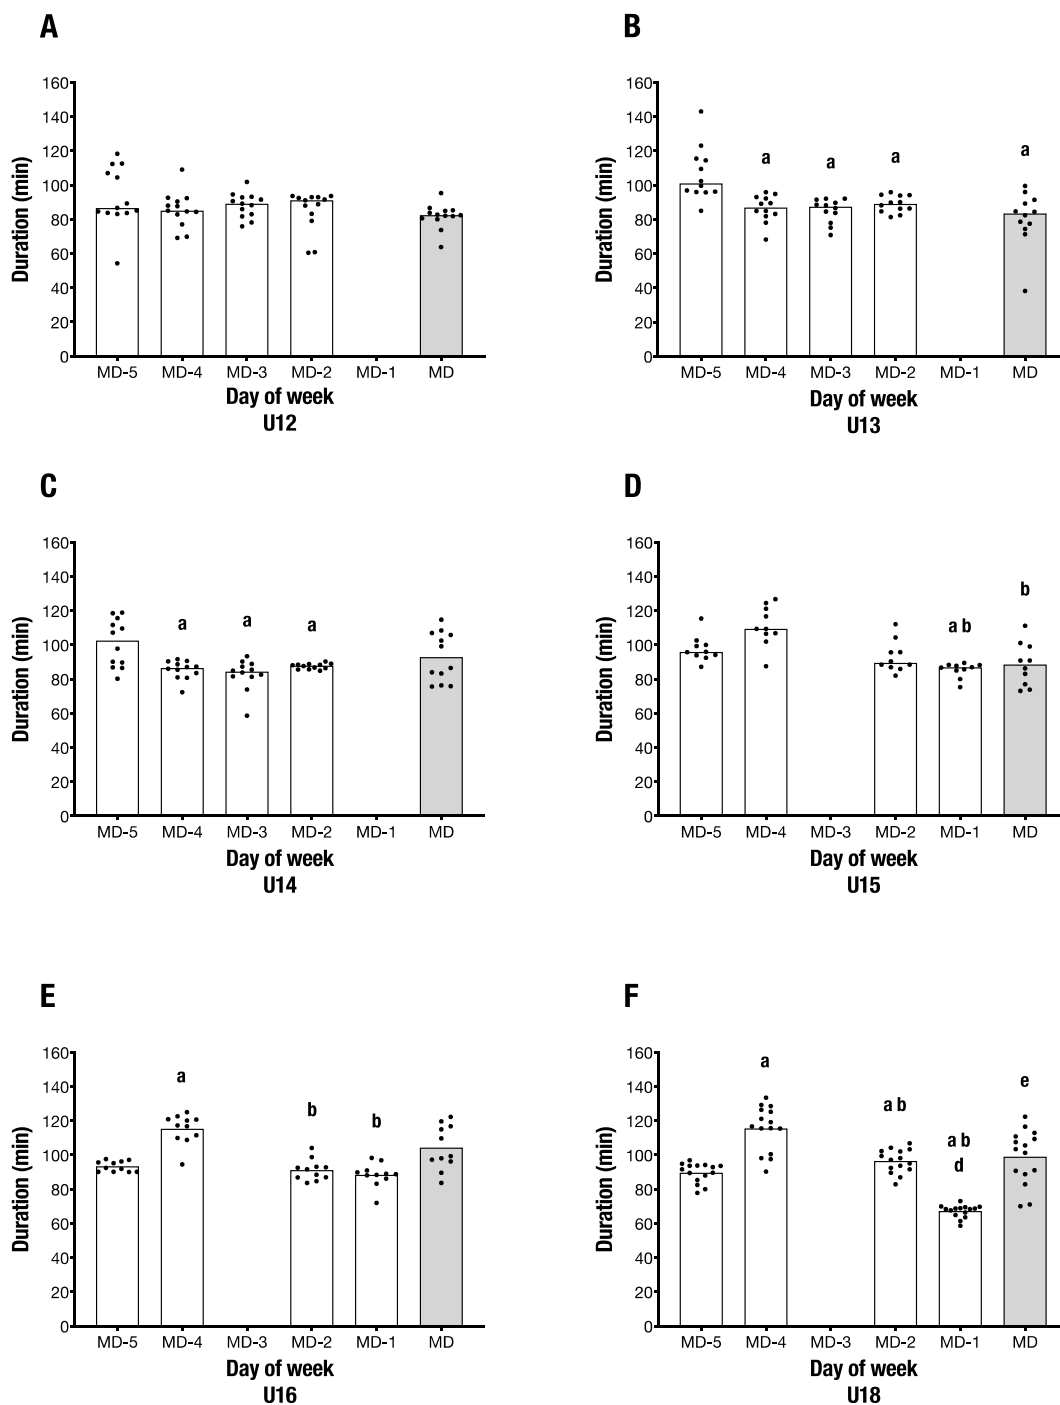 A
Duration (min)
160
140
120
100
80
60
40
20
0
MD-5 MD-4 MD-3 MD-2 MD-1 MD
Day of week
U12
B
Duration (min)
160
140
120
100
80
60
40
20
0
a a a a
MD-5 MD-4 MD-3 MD-2 MD-1 MD
Day of week
U13
C
Duration (min)
160
140
120
100
80
60
40
20
0
a a a
MD-5 MD-4 MD-3 MD-2 MD-1 MD
Day of week
U14
D
Duration (min)
160
140
120
100
80
60
40
20
0
a b b
MD-5 MD-4 MD-3 MD-2 MD-1 MD
Day of week
U15
E
Duration (min)
160
140
120
100
80
60
40
20
0
a b b
MD-5 MD-4 MD-3 MD-2 MD-1 MD
Day of week
U16
F
Duration (min)
160
140
120
100
80
60
40
20
0
a
a b
a b
d
e
MD-5 MD-4 MD-3 MD-2 MD-1 MD
Day of week
U18